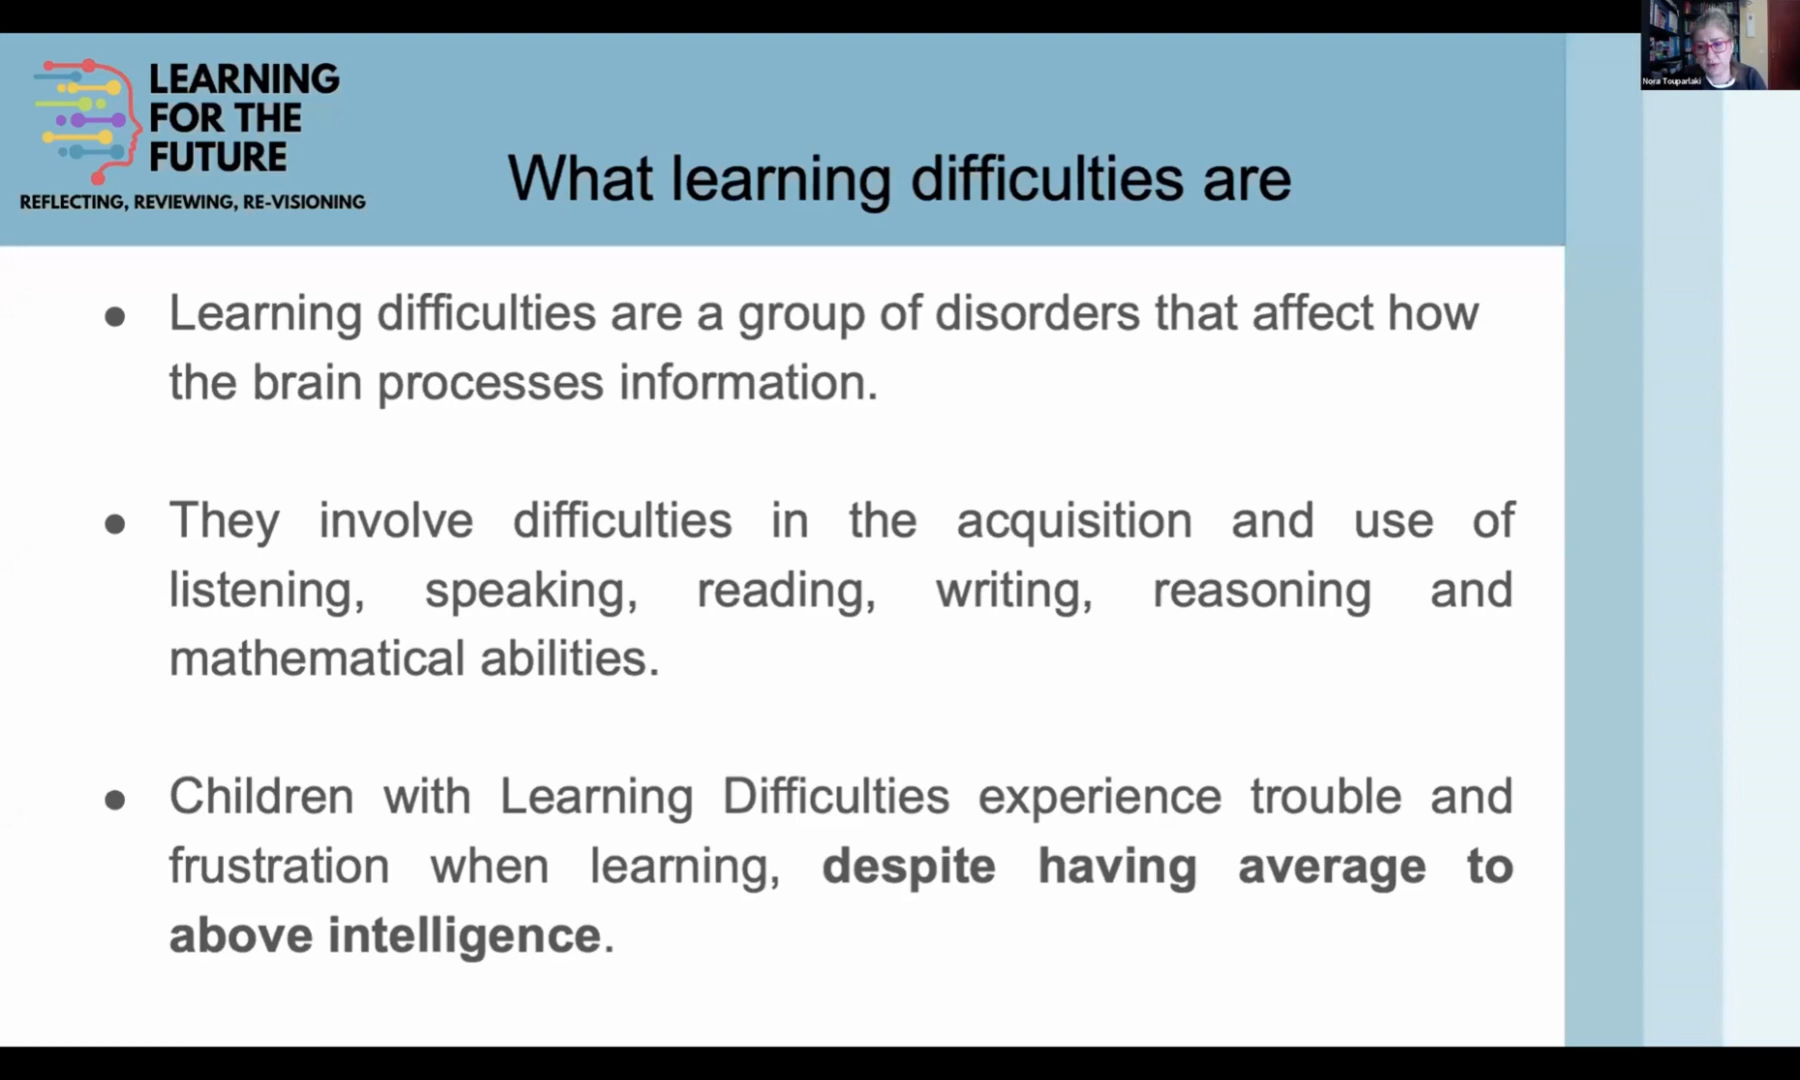 LEARNING
FOR THE
FUTURE
REFLECTING, REVIEWING, RE-VISIONING
What learning difficulties are
Nora Touparlaki
● Learning difficulties are a group of disorders that affect how
the brain processes information.
● They involve difficulties in the acquisition and use of
listening, speaking, reading, writing, reasoning and
mathematical abilities.
● Children with Learning Difficulties experience trouble and
frustration when learning, despite having average to
above intelligence.